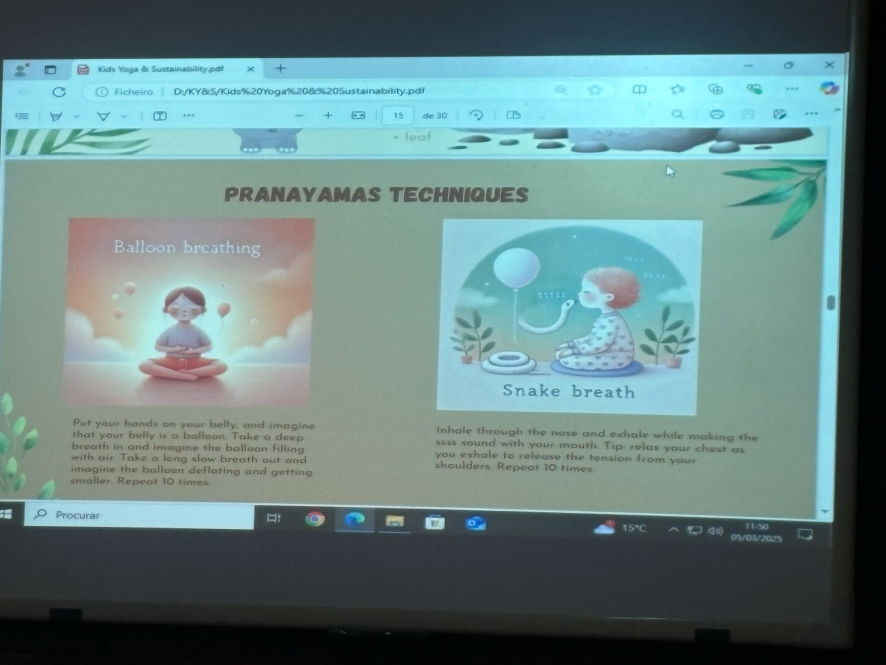 Kids Yoga & Sustainability.pdf
Ficheiro D:/KY&S/Kids%20Yoga%20&%20Sustainability.pdf
15 de 30
• leaf
PRANAYAMAS TECHNIQUES
Balloon breathing
Put your hands on your belly, and imagine
that your belly is a balloon. Take a deep
breath in and imagine the balloon filling
with air. Take a long slow breath out and
imagine the balloon deflating and getting
smaller. Repeat 10 times.
sssss
Snake breath
Inhale through the nose and exhale while making the
ssss sound with your mouth. Tip: relax your chest as
you exhale to release the tension from your
shoulders. Repeat 10 times.
Procurar
15°C
11:50
05/03/2025